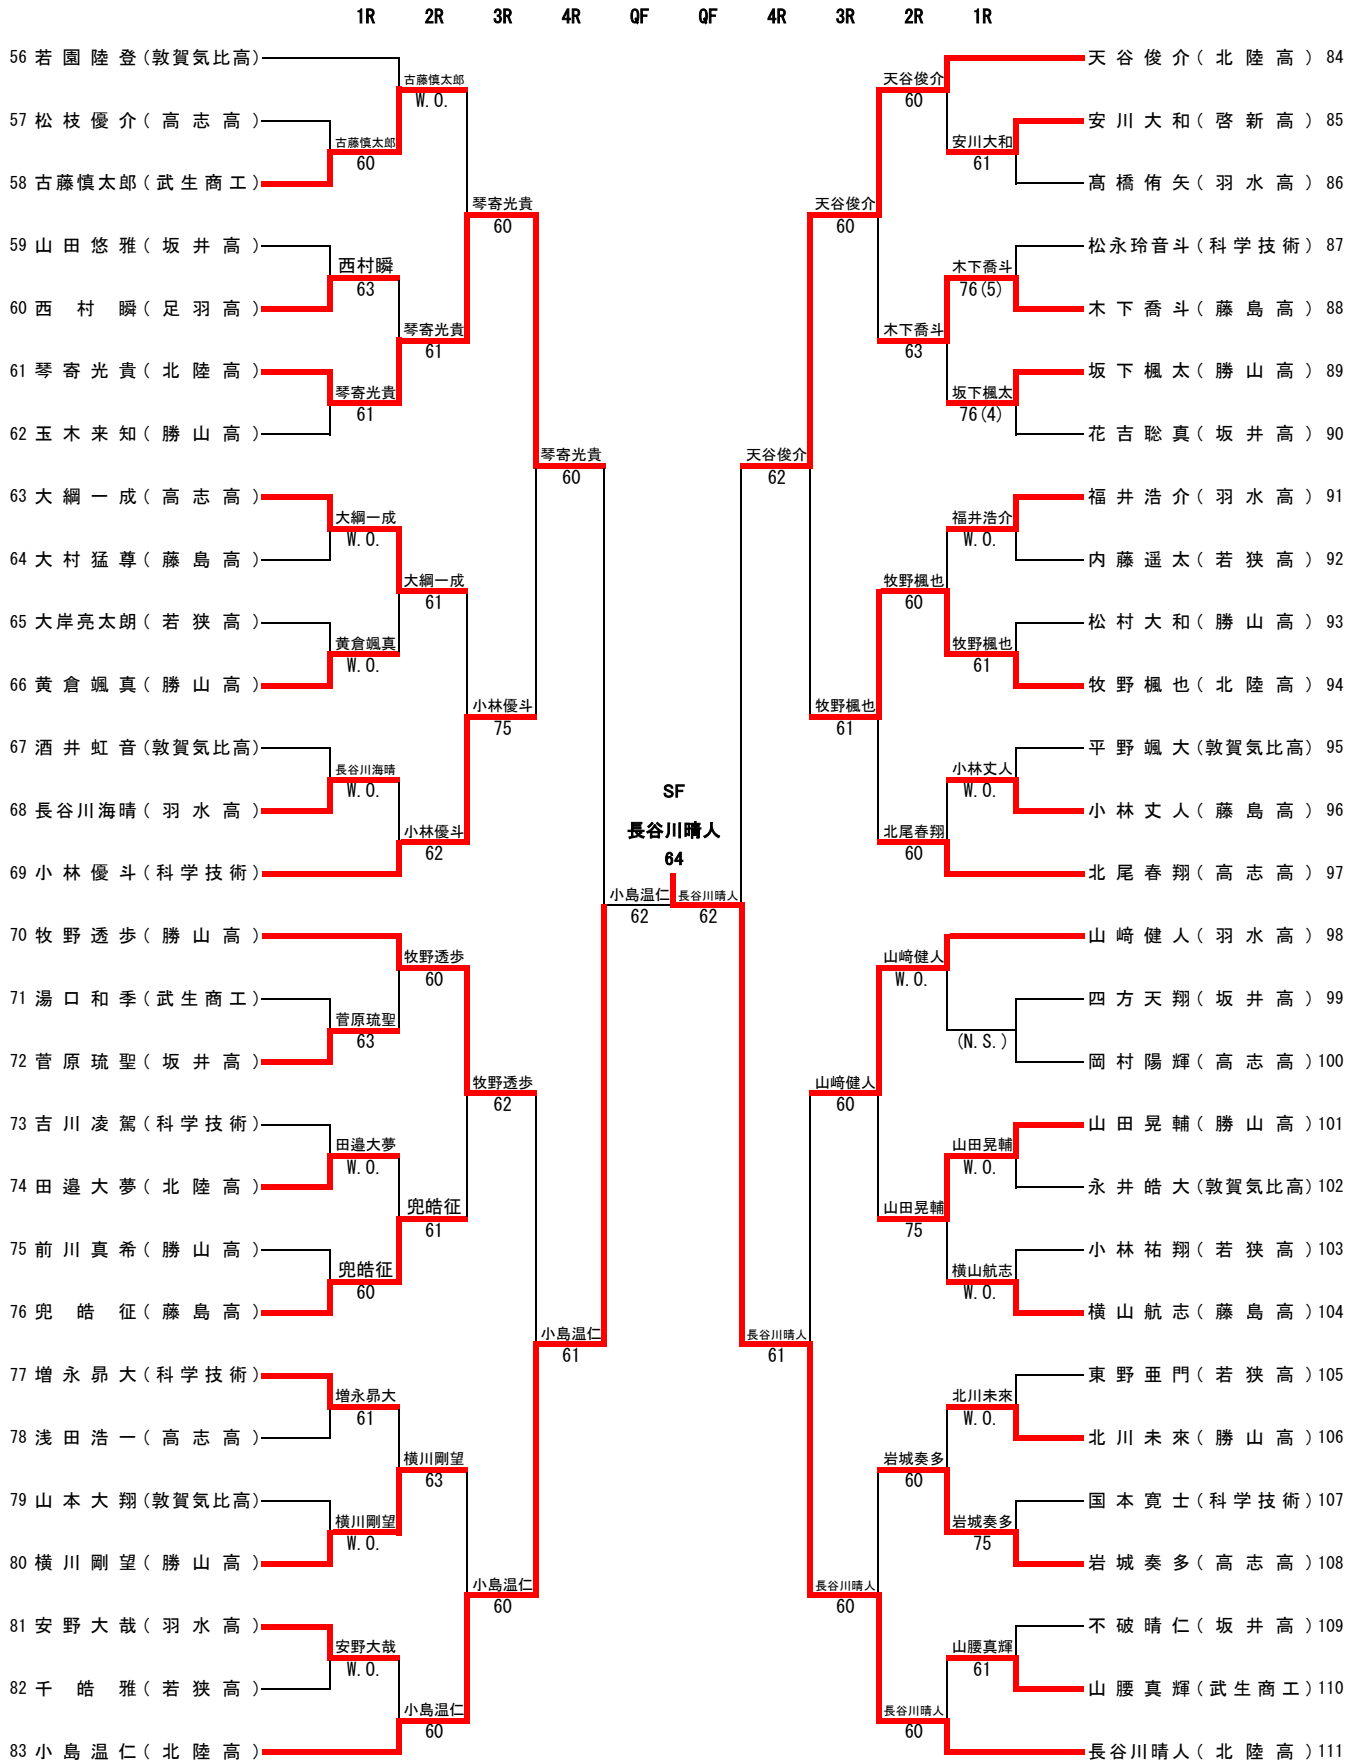 1R 2R 3R 4R QF QF 4R 3R 2R 1R
56 若園陸登(敦賀気比高)
57 松枝優介(高志高)
58 古藤慎太郎(武生商工)
59 山田悠雅(坂井高)
60 西村瞬(足羽高)
61 琴寄光貴(北陸高)
62 玉木来知(勝山高)
63 大綱一成(高志高)
64 大村猛尊(藤島高)
65 大岸亮太朗(若狭高)
66 黄倉颯真(勝山高)
67 酒井虹音(敦賀気比高)
68 長谷川海晴(羽水高)
69 小林優斗(科学技術)
70 牧野透歩(勝山高)
71 湯口和季(武生商工)
72 菅原琉聖(坂井高)
73 吉川凌駕(科学技術)
74 田邉大夢(北陸高)
75 前川真希(勝山高)
76 兜皓征(藤島高)
77 増永昴大(科学技術)
78 浅田浩一(高志高)
79 山本大翔(敦賀気比高)
80 横川剛望(勝山高)
81 安野大哉(羽水高)
82 千皓雅(若狭高)
83 小島温仁(北陸高)
古藤慎太郎
60
西村瞬
63
琴寄光貴
61
大綱一成
W.O.
黄倉颯真
W.O.
長谷川海晴
W.O.
菅原琉聖
63
田邉大夢
W.O.
兜皓征
60
増永昴大
61
横川剛望
W.O.
安野大哉
W.O.
古藤慎太郎
W.O.
琴寄光貴
61
大綱一成
61
小林優斗
62
牧野透歩
60
兜皓征
61
横川剛望
63
小島温仁
60
琴寄光貴
60
小林優斗
75
牧野透歩
62
小島温仁
60
琴寄光貴
60
小島温仁
61
小島温仁
62
SF
長谷川晴人
64
長谷川晴人
62
天谷俊介
62
長谷川晴人
61
天谷俊介
60
牧野楓也
61
山﨑健人
60
長谷川晴人
60
天谷俊介
60
木下喬斗
63
牧野楓也
60
北尾春翔
60
山﨑健人
W.O.
山田晃輔
75
岩城奏多
60
長谷川晴人
60
安川大和
61
木下喬斗
76(5)
坂下楓太
76(4)
福井浩介
W.O.
牧野楓也
61
小林丈人
W.O.
(N.S.)
山田晃輔
W.O.
横山航志
W.O.
北川未來
W.O.
岩城奏多
75
山腰真輝
61
天谷俊介(北陸高) 84
安川大和(啓新高) 85
髙橋侑矢(羽水高) 86
松永玲音斗(科学技術) 87
木下喬斗(藤島高) 88
坂下楓太(勝山高) 89
花吉聡真(坂井高) 90
福井浩介(羽水高) 91
内藤遥太(若狭高) 92
松村大和(勝山高) 93
牧野楓也(北陸高) 94
平野颯大(敦賀気比高) 95
小林丈人(藤島高) 96
北尾春翔(高志高) 97
山﨑健人(羽水高) 98
四方天翔(坂井高) 99
岡村陽輝(高志高) 100
山田晃輔(勝山高) 101
永井皓大(敦賀気比高) 102
小林祐翔(若狭高) 103
横山航志(藤島高) 104
東野亜門(若狭高) 105
北川未來(勝山高) 106
国本寛士(科学技術) 107
岩城奏多(高志高) 108
不破晴仁(坂井高) 109
山腰真輝(武生商工) 110
長谷川晴人(北陸高) 111